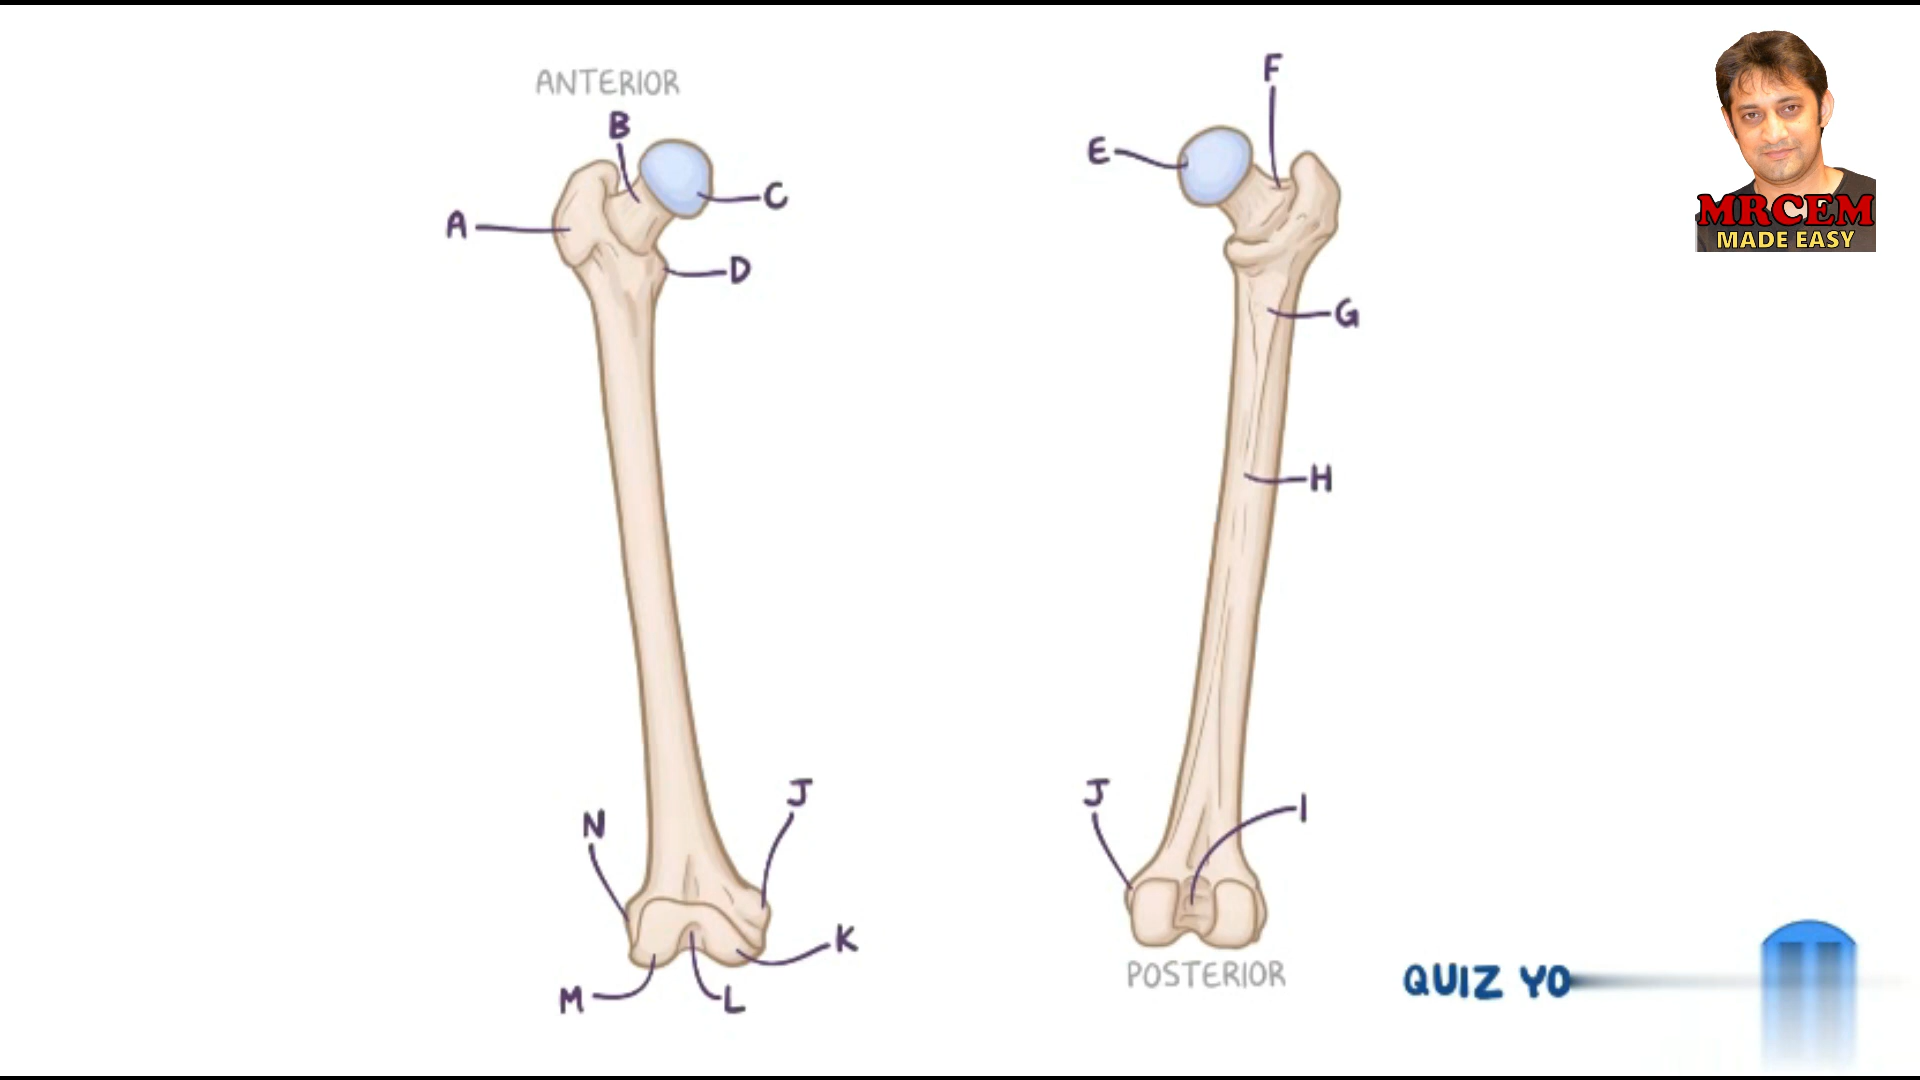 ANTERIOR
B
A
C
D
N
J
K
M
L
F
E
G
H
J
I
POSTERIOR
MRCEM
MADE EASY
QUIZ YO